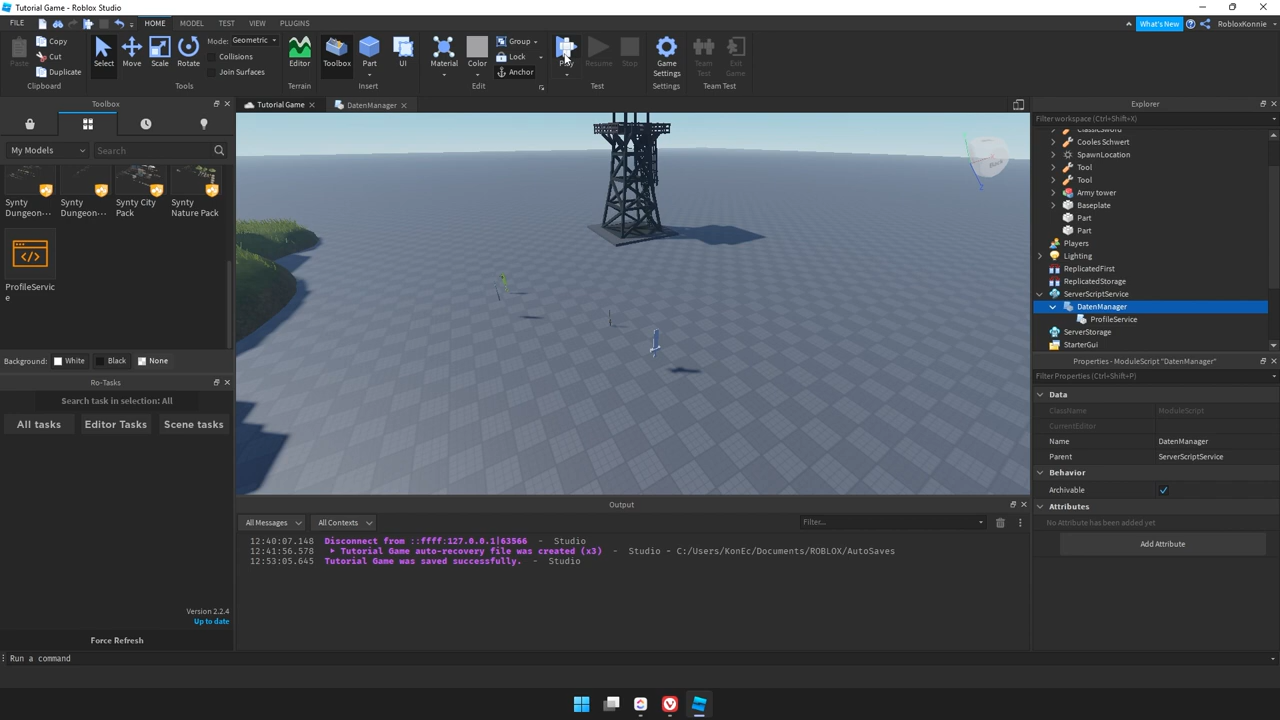 Tutorial Game - Roblox Studio
FILE HOME MODEL TEST VIEW PLUGINS What's New RobloxKonnie
Paste Copy Cut Duplicate
Clipboard
Select Move Scale Rotate
Mode: Geometric
Collisions
Join Surfaces
Tools
Editor
Terrain
Toolbox Part UI
Insert
Material Color
Group
Lock
Anchor
Edit
Play Resume Stop
Test
Game Settings
Settings
Team Test Exit Game
Team Test
Toolbox
My Models Search
Synty Dungeon... Synty Dungeon... Synty City Pack Synty Nature Pack
ProfileServic
e
Background: White Black None
Ro-Tasks
Search task in selection: All
All tasks Editor Tasks Scene tasks
Version 2.2.4
Up to date
Force Refresh
Tutorial Game DatenManager
Output
All Messages All Contexts Filter...
12:40:07.148 Disconnect from ::ffff:127.0.0.1|63566 - Studio
12:41:56.578 Tutorial Game auto-recovery file was created (x3) - Studio - C:/Users/KonEc/Documents/ROBLOX/AutoSaves
12:53:05.645 Tutorial Game was saved successfully. - Studio
Explorer
Filter workspace (Ctrl+Shift+X)
ClassicSword
Cooles Schwert
SpawnLocation
Tool
Tool
Army tower
Baseplate
Part
Part
Players
Lighting
ReplicatedFirst
ReplicatedStorage
ServerScriptService
DatenManager
ProfileService
ServerStorage
StarterGui
Properties - ModuleScript "DatenManager"
Filter Properties (Ctrl+Shift+P)
Data
ClassName ModuleScript
CurrentEditor
Name DatenManager
Parent ServerScriptService
Behavior
Archivable
Attributes
No Attribute has been added yet
Add Attribute
Run a command